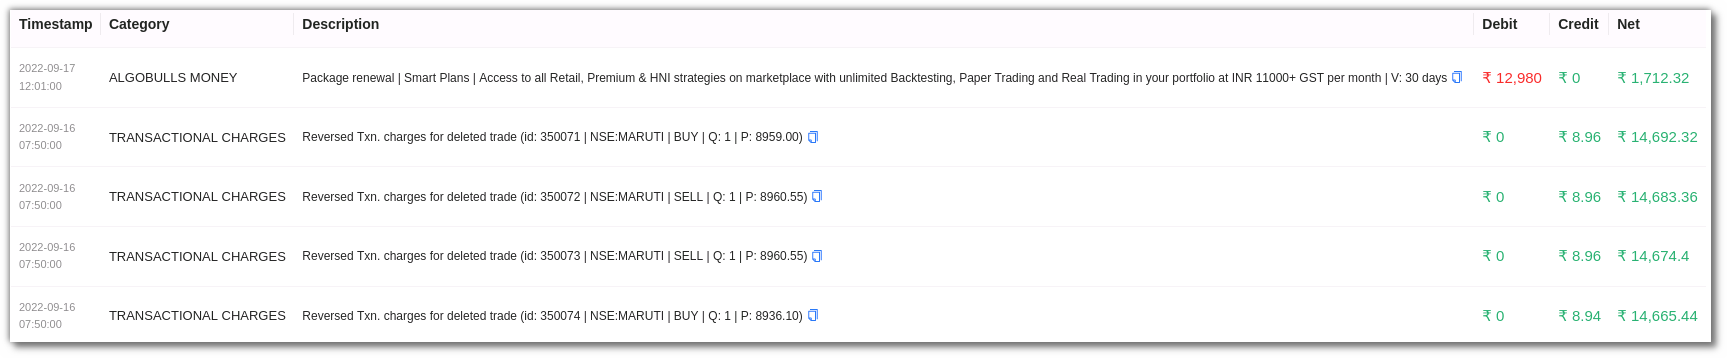 Timestamp Category Description Debit Credit Net
2022-09-17
12:01:00 ALGOBULLS MONEY Package renewal | Smart Plans | Access to all Retail, Premium & HNI strategies on marketplace with unlimited Backtesting, Paper Trading and Real Trading in your portfolio at INR 11000+ GST per month | V: 30 days ₹ 12,980 ₹ 0 ₹ 1,712.32
2022-09-16
07:50:00 TRANSACTIONAL CHARGES Reversed Txn. charges for deleted trade (id: 350071 | NSE:MARUTI | BUY | Q: 1 | P: 8959.00) ₹ 0 ₹ 8.96 ₹ 14,692.32
2022-09-16
07:50:00 TRANSACTIONAL CHARGES Reversed Txn. charges for deleted trade (id: 350072 | NSE:MARUTI | SELL | Q: 1 | P: 8960.55) ₹ 0 ₹ 8.96 ₹ 14,683.36
2022-09-16
07:50:00 TRANSACTIONAL CHARGES Reversed Txn. charges for deleted trade (id: 350073 | NSE:MARUTI | SELL | Q: 1 | P: 8960.55) ₹ 0 ₹ 8.96 ₹ 14,674.4
2022-09-16
07:50:00 TRANSACTIONAL CHARGES Reversed Txn. charges for deleted trade (id: 350074 | NSE:MARUTI | BUY | Q: 1 | P: 8936.10) ₹ 0 ₹ 8.94 ₹ 14,665.44